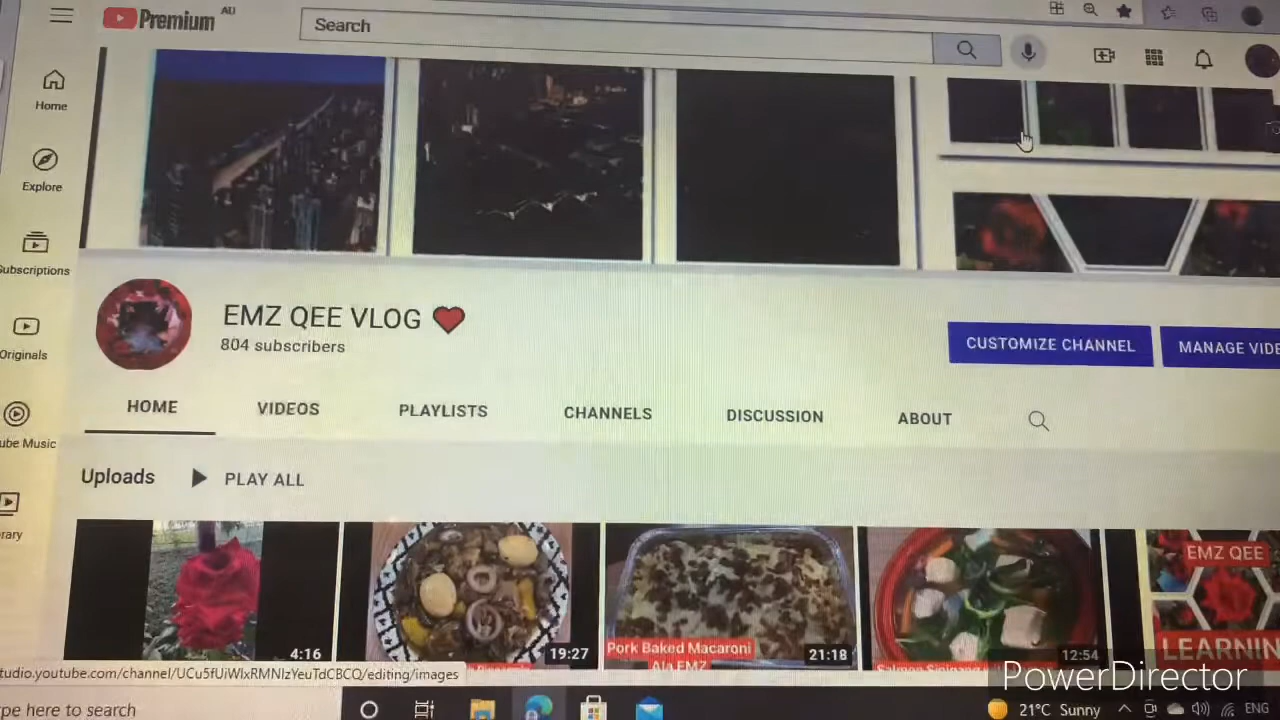 Premium AU
Search
Home
Explore
Subscriptions
Originals
ube Music
rary
EMZ QEE VLOG
804 subscribers
CUSTOMIZE CHANNEL
MANAGE VIDE
HOME
VIDEOS
PLAYLISTS
CHANNELS
DISCUSSION
ABOUT
Uploads
PLAY ALL
4:16
19:27
Pork Baked Macaroni
Ala EMZ
21:18
12:54
EMZ QEE
LEARNIN
tudio.youtube.com/channel/UCu5fUiWIxRMNIzYeuTdCBCQ/editing/images
PowerDirector
pe here to search
21°C Sunny
ENG